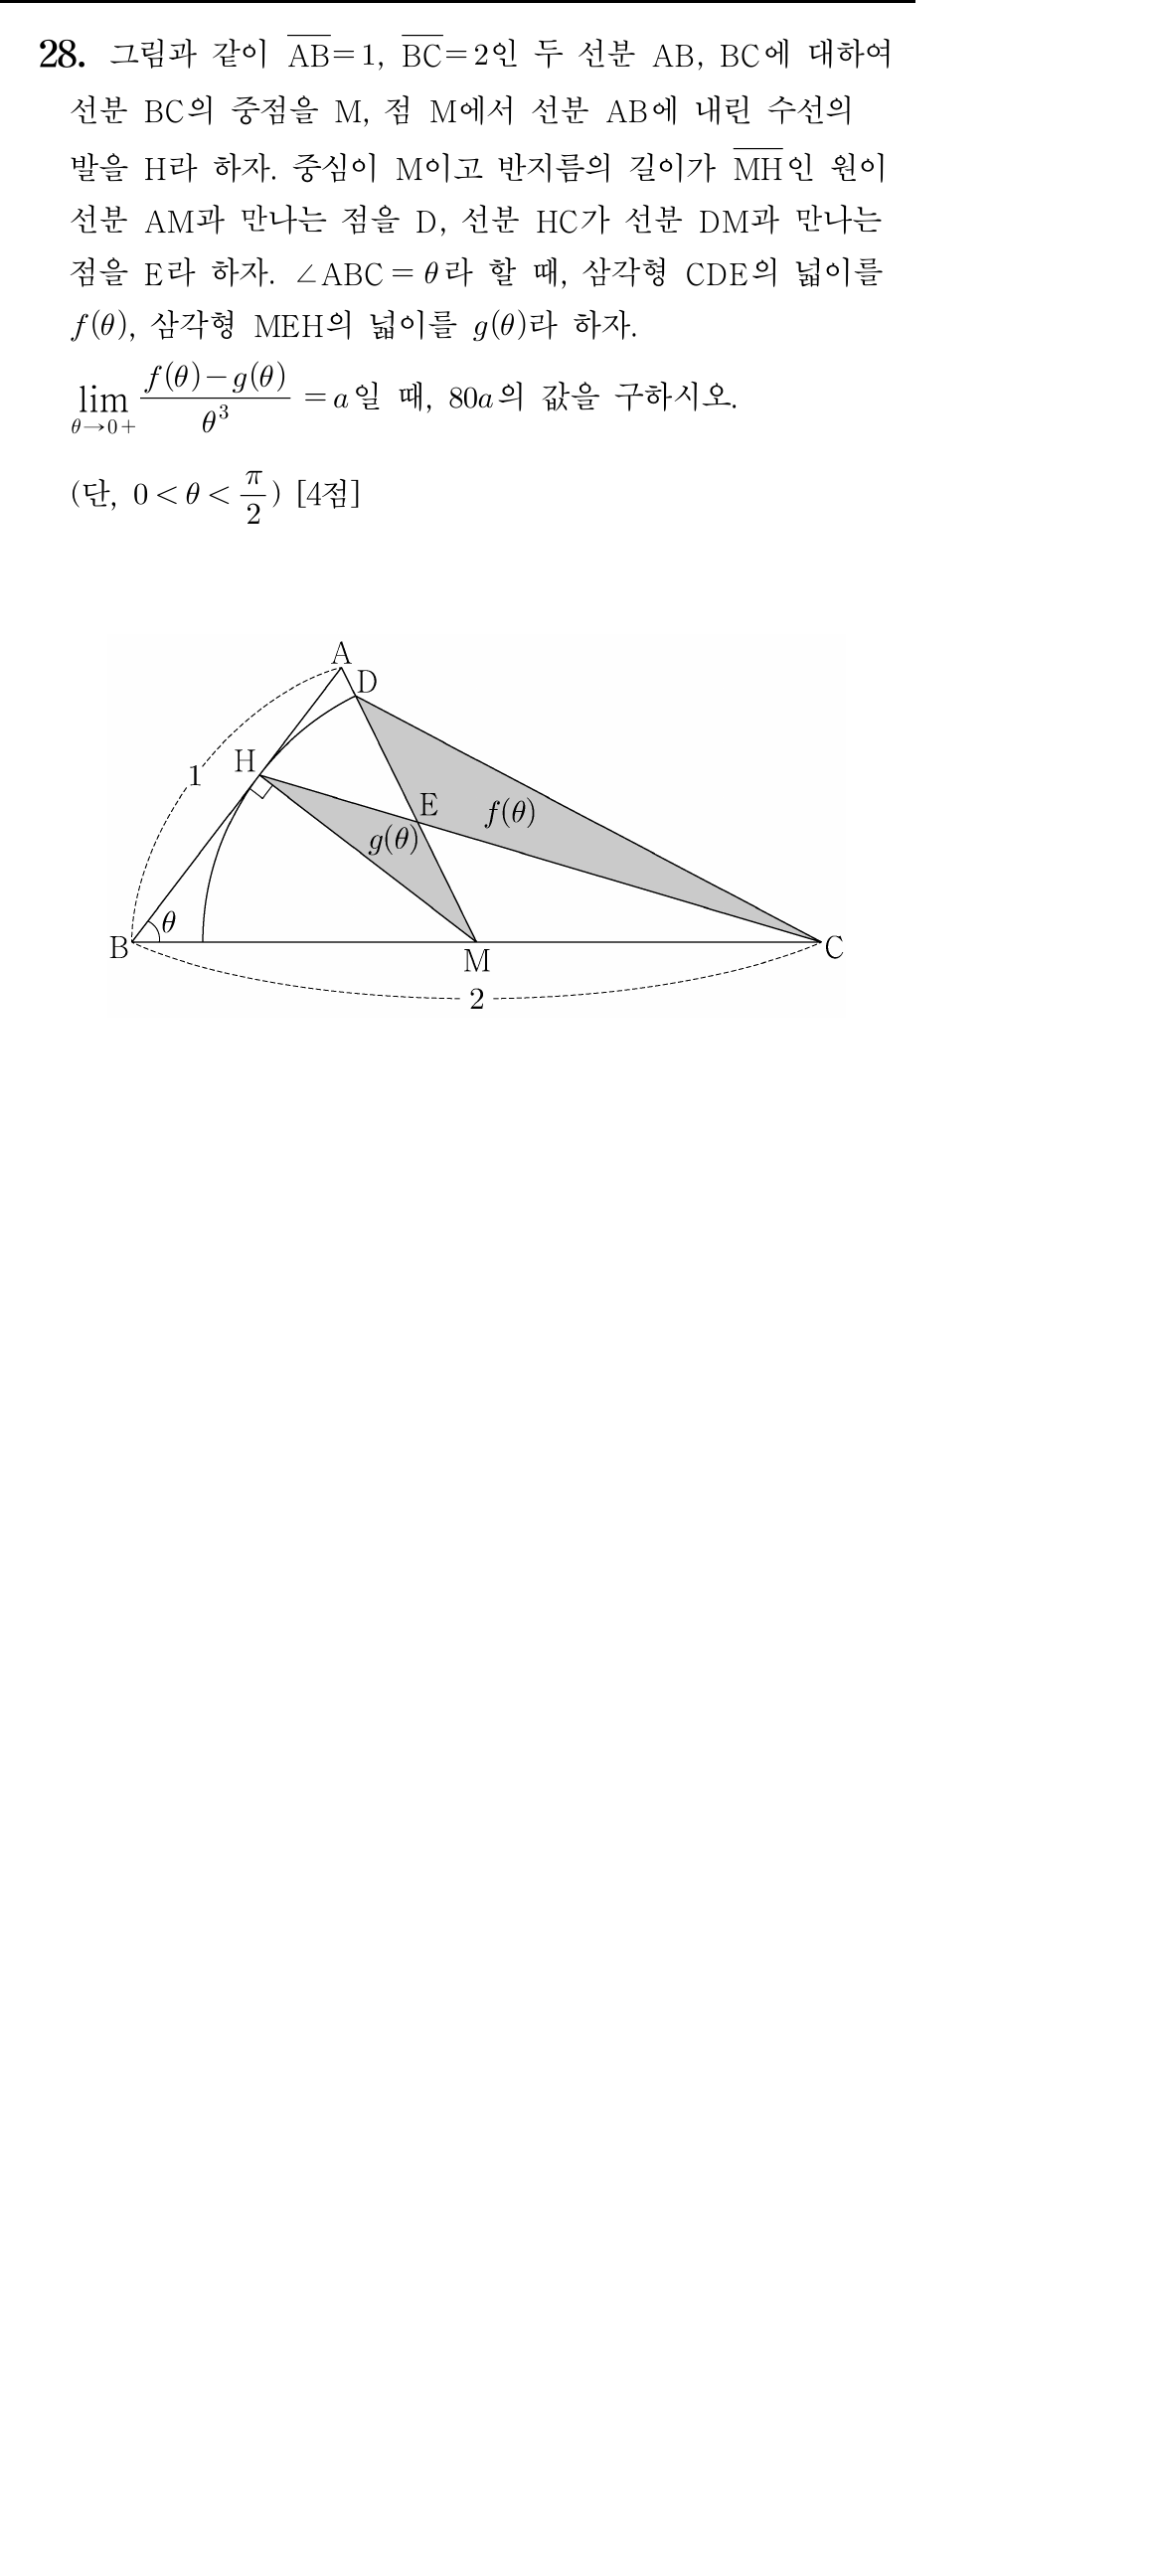 28. 그림과 같이 $\overline{AB}=1$, $\overline{BC}=2$인 두 선분 AB, BC에 대하여
선분 BC의 중점을 M, 점 M에서 선분 AB에 내린 수선의
발을 H라 하자. 중심이 M이고 반지름의 길이가 $\overline{MH}$인 원이
선분 AM과 만나는 점을 D, 선분 HC가 선분 DM과 만나는
점을 E라 하자. ∠ABC = θ라 할 때, 삼각형 CDE의 넓이를
f(θ), 삼각형 MEH의 넓이를 g(θ)라 하자.
$\lim_{\theta \to 0+} \frac{f(\theta)-g(\theta)}{\theta^3} = a$일 때, 80a의 값을 구하시오.
(단, $0 < \theta < \frac{\pi}{2}$) [4점]
A
D
H
1
E
f(θ)
g(θ)
θ
B
M
C
2